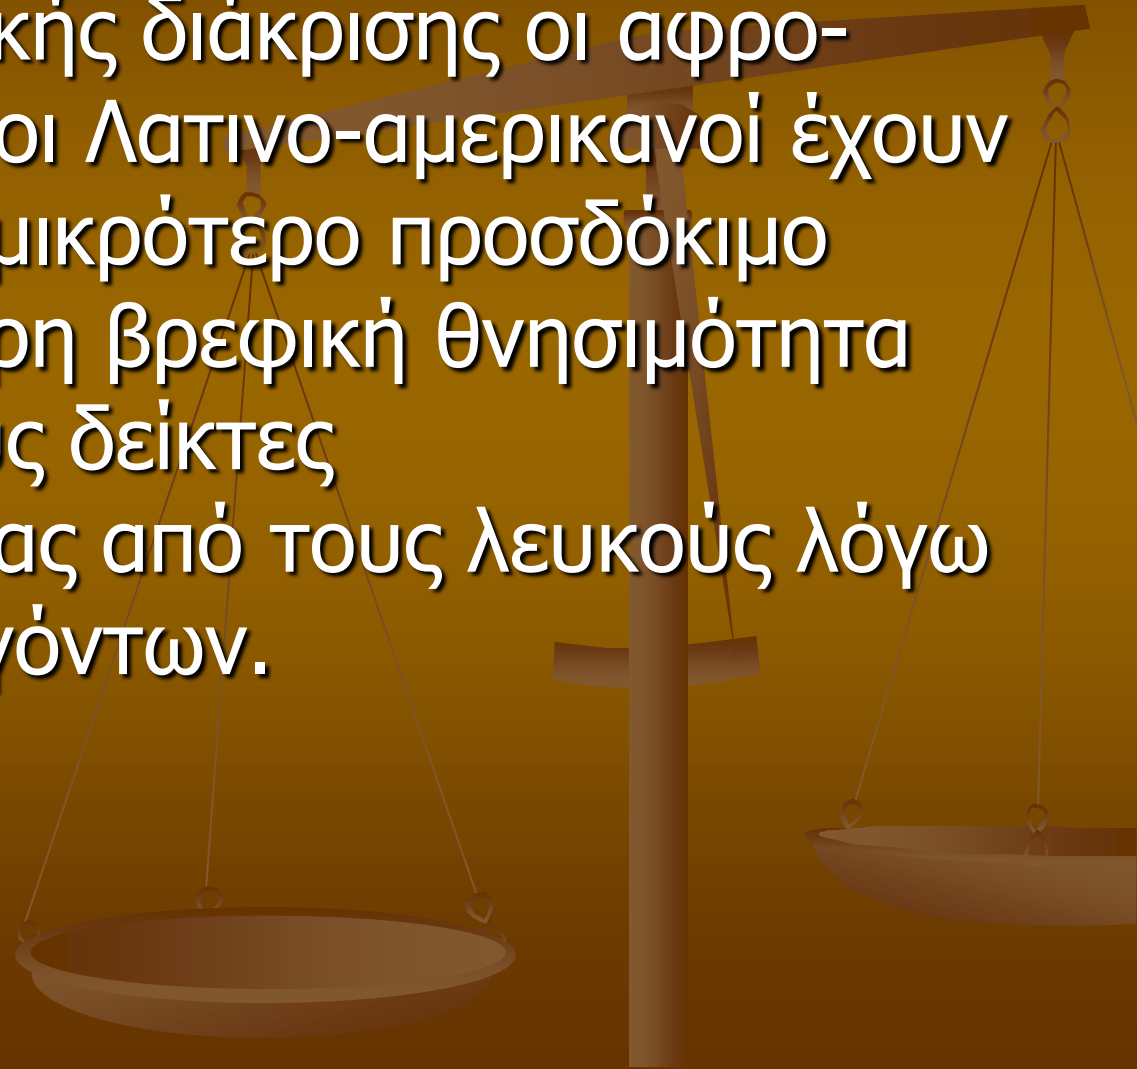 κής διάκρισης οι αφρο-
οι Λατινο-αμερικανοί έχουν
μικρότερο προσδόκιμο
ρη βρεφική θνησιμότητα
ς δείκτες
ας από τους λευκούς λόγω
γόντων.